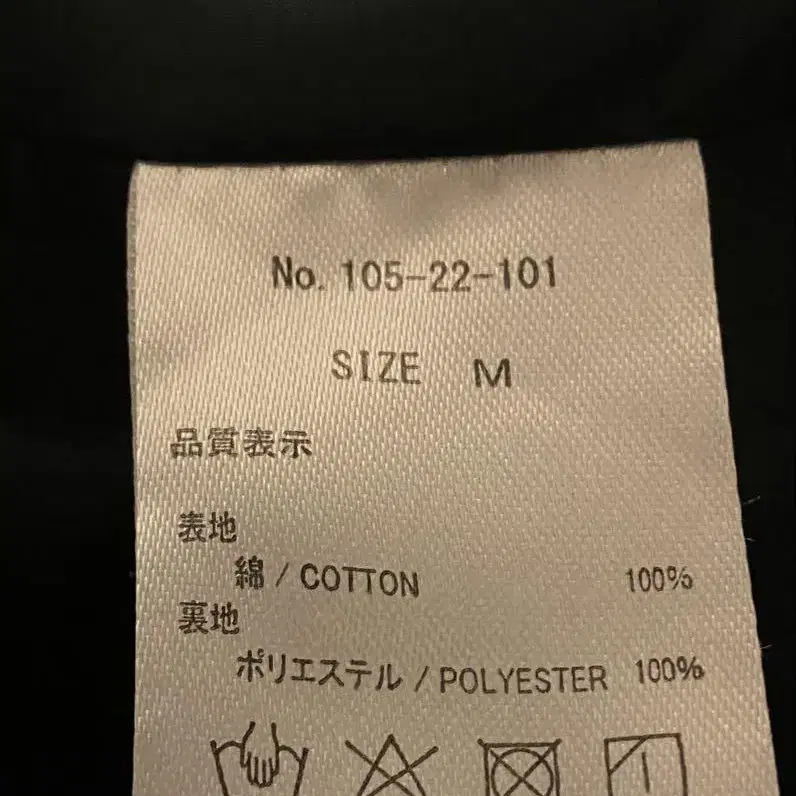 No. 105-22-101
SIZE M
品質表示
表地
綿 / COTTON 100%
裏地
ポリエステル / POLYESTER 100%